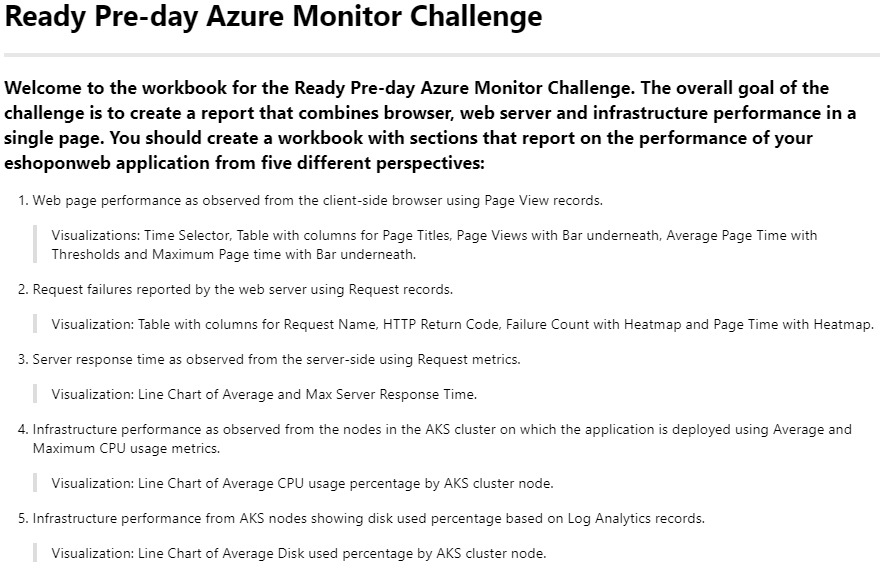 Ready Pre-day Azure Monitor Challenge
Welcome to the workbook for the Ready Pre-day Azure Monitor Challenge. The overall goal of the
challenge is to create a report that combines browser, web server and infrastructure performance in a
single page. You should create a workbook with sections that report on the performance of your
eshoponweb application from five different perspectives:
1. Web page performance as observed from the client-side browser using Page View records.
Visualizations: Time Selector, Table with columns for Page Titles, Page Views with Bar underneath, Average Page Time with
Thresholds and Maximum Page time with Bar underneath.
2. Request failures reported by the web server using Request records.
Visualization: Table with columns for Request Name, HTTP Return Code, Failure Count with Heatmap and Page Time with Heatmap.
3. Server response time as observed from the server-side using Request metrics.
Visualization: Line Chart of Average and Max Server Response Time.
4. Infrastructure performance as observed from the nodes in the AKS cluster on which the application is deployed using Average and
Maximum CPU usage metrics.
Visualization: Line Chart of Average CPU usage percentage by AKS cluster node.
5. Infrastructure performance from AKS nodes showing disk used percentage based on Log Analytics records.
Visualization: Line Chart of Average Disk used percentage by AKS cluster node.